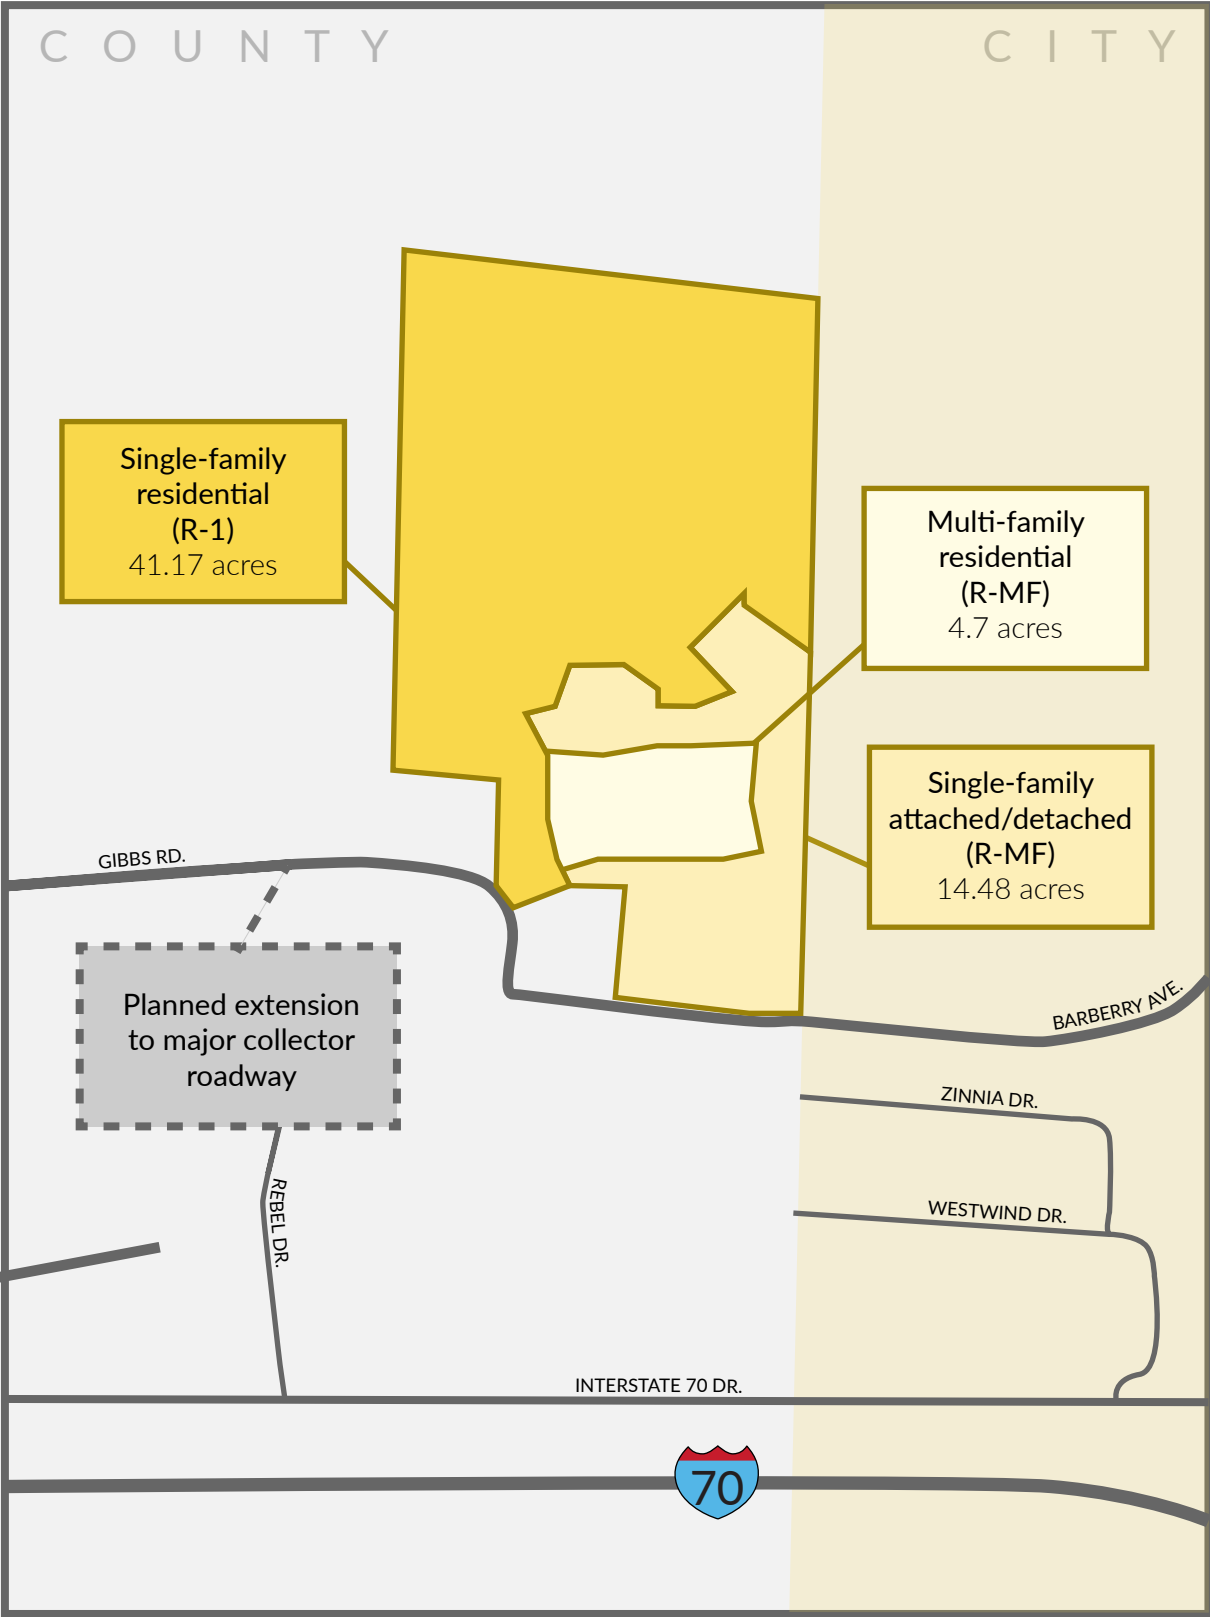 COUNTY
CITY
Single-family
residential
(R-1)
41.17 acres
Multi-family
residential
(R-MF)
4.7 acres
Single-family
attached/detached
(R-MF)
14.48 acres
GIBBS RD.
Planned extension
to major collector
roadway
BARBERRY AVE.
ZINNIA DR.
REBEL DR.
WESTWIND DR.
INTERSTATE 70 DR.
70